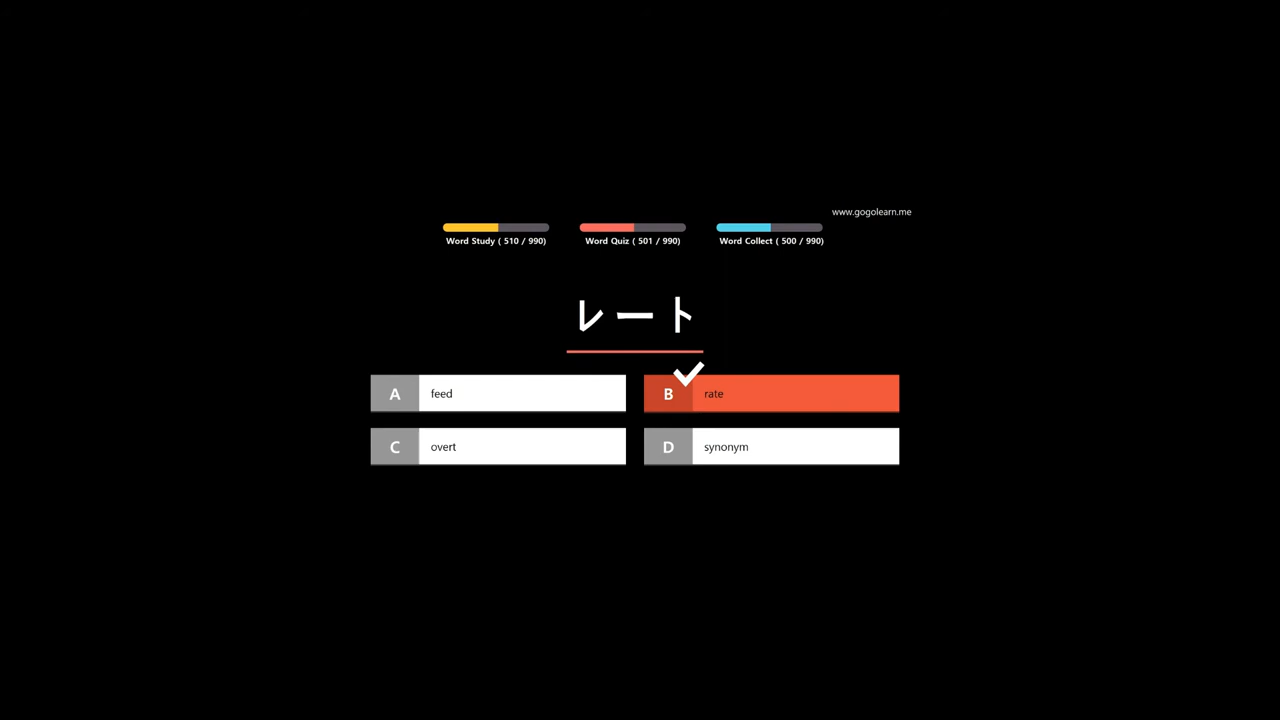 www.gogolearn.me
Word Study ( 510 / 990)
Word Quiz ( 501 / 990)
Word Collect ( 500 / 990)
レート
A feed
B rate
C overt
D synonym